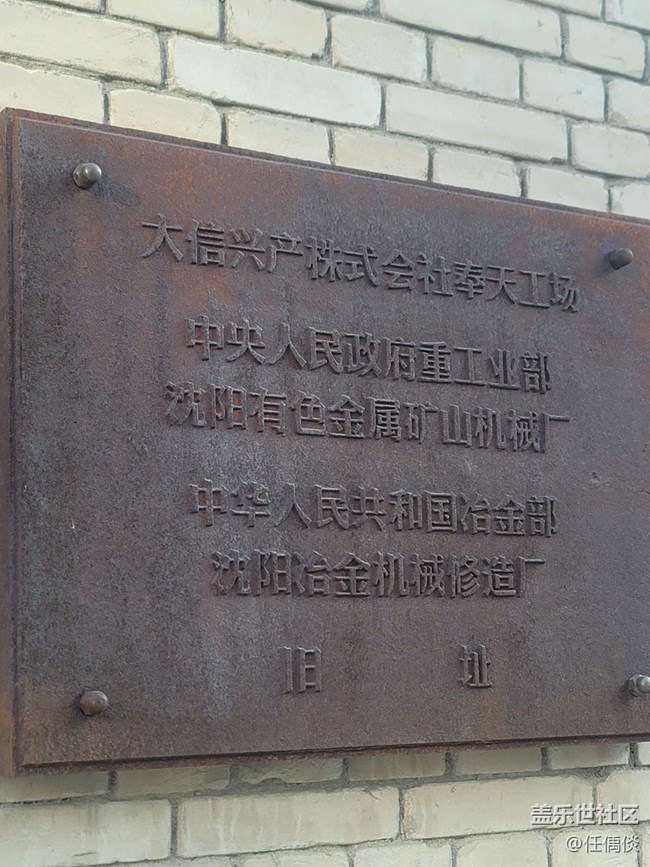 大信兴产株式会社奉天工场
中央人民政府重工业部
沈阳有色金属矿山机械厂
中华人民共和国冶金部
沈阳冶金机械修造厂
旧 址
盖乐世社区
@任偶倓